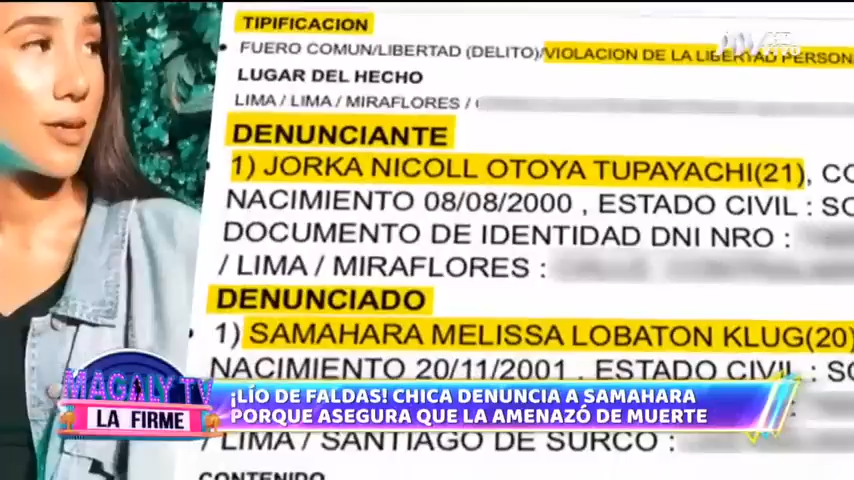 TIPIFICACION
FUERO COMUN/LIBERTAD (DELITO)/VIOLACION DE LA LIBERTAD PERSON
LUGAR DEL HECHO
LIMA / LIMA / MIRAFLORES /
DENUNCIANTE
1) JORKA NICOLL OTOYA TUPAYACHI(21), CO
NACIMIENTO 08/08/2000 , ESTADO CIVIL : SO
DOCUMENTO DE IDENTIDAD DNI NRO :
/ LIMA / MIRAFLORES :
DENUNCIADO
1) SAMAHARA MELISSA LOBATON KLUG(20)
NACIMIENTO 20/11/2001 , ESTADO CIVIL : SO
MAGALY TV
LA FIRME
¡LÍO DE FALDAS! CHICA DENUNCIA A SAMAHARA
PORQUE ASEGURA QUE LA AMENAZÓ DE MUERTE
/ LIMA / SANTIAGO DE SURCO :
CONTENIDO